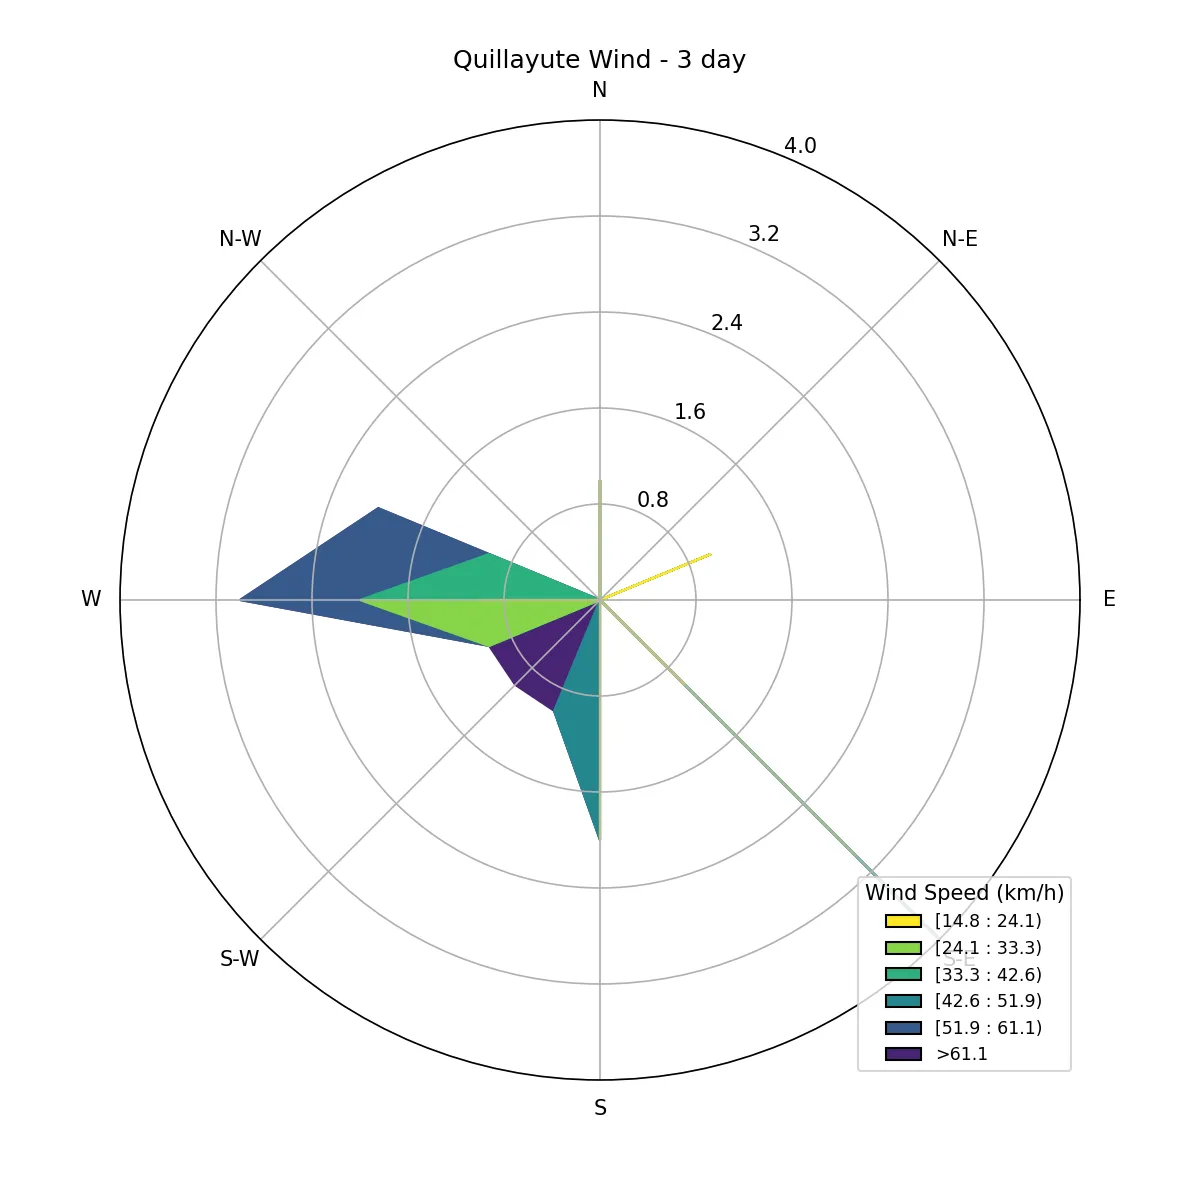 Quillayute Wind - 3 day
N
4.0
N-W
3.2
N-E
2.4
1.6
0.8
W
E
Wind Speed (km/h)
[14.8 : 24.1)
[24.1 : 33.3)
S-W
S-E
[33.3 : 42.6)
[42.6 : 51.9)
[51.9 : 61.1)
>61.1
S